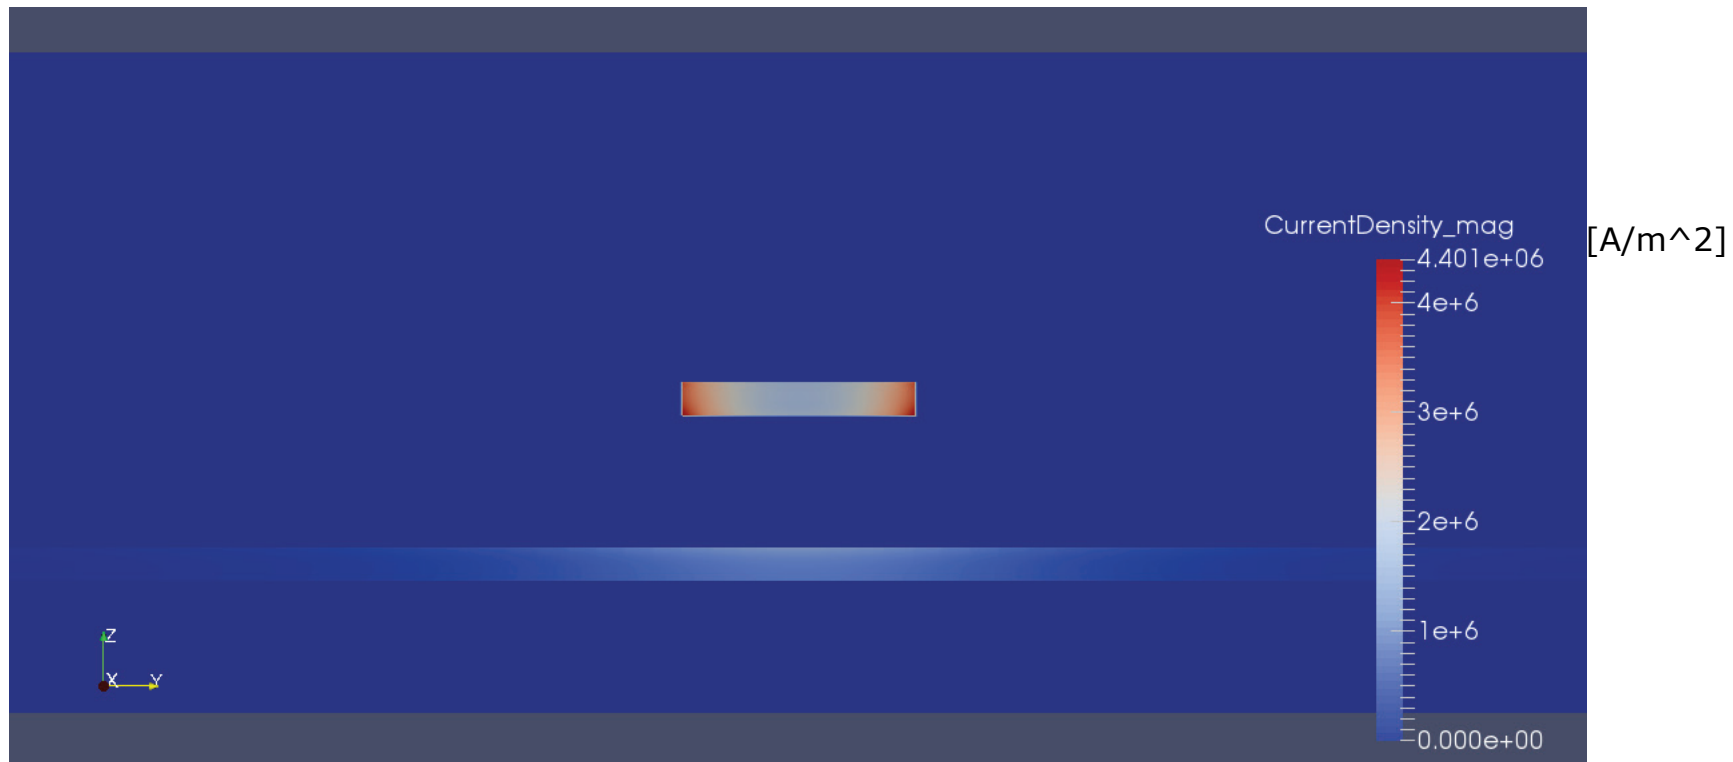 CurrentDensity_mag
[A/m^2]
4.401e+06
4e+6
3e+6
2e+6
1e+6
0.000e+00
Z
X
Y